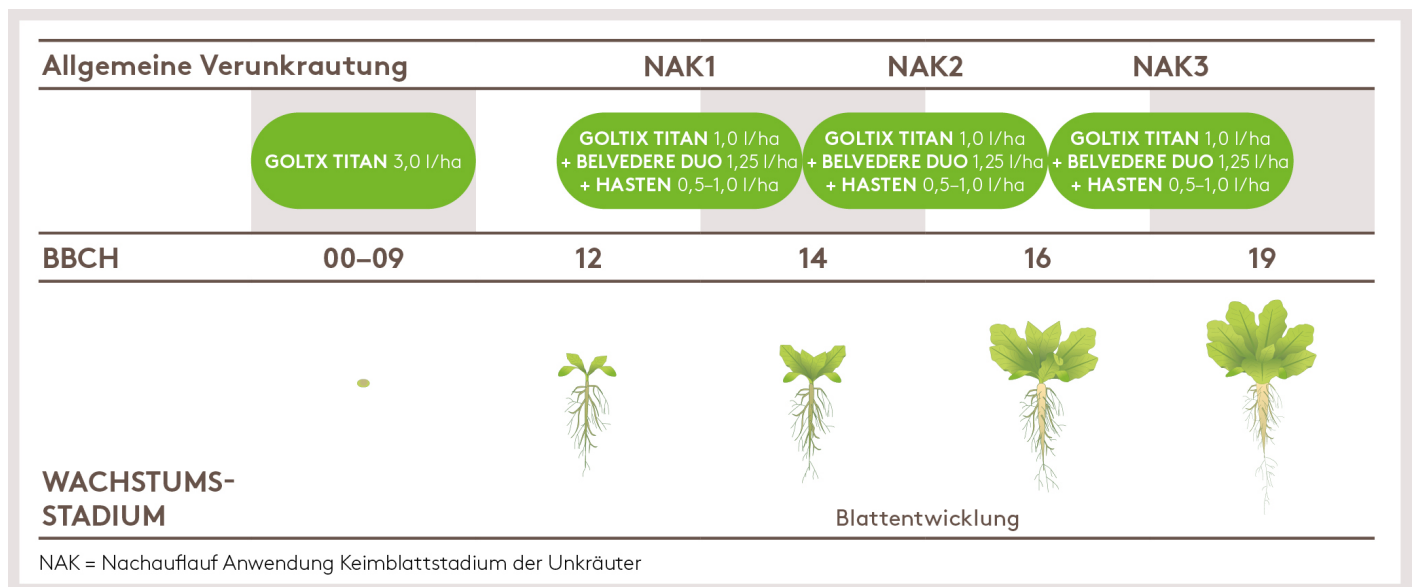 Allgemeine Verunkrautung NAK1 NAK2 NAK3
GOLTX TITAN 3,0 l/ha
GOLTIX TITAN 1,0 l/ha
+ BELVEDERE DUO 1,25 l/ha
+ HASTEN 0,5–1,0 l/ha
GOLTIX TITAN 1,0 l/ha
+ BELVEDERE DUO 1,25 l/ha
+ HASTEN 0,5–1,0 l/ha
GOLTIX TITAN 1,0 l/ha
+ BELVEDERE DUO 1,25 l/ha
+ HASTEN 0,5–1,0 l/ha
BBCH 00–09 12 14 16 19
WACHSTUMS-
STADIUM
Blattentwicklung
NAK = Nachauflauf Anwendung Keimblattstadium der Unkräuter